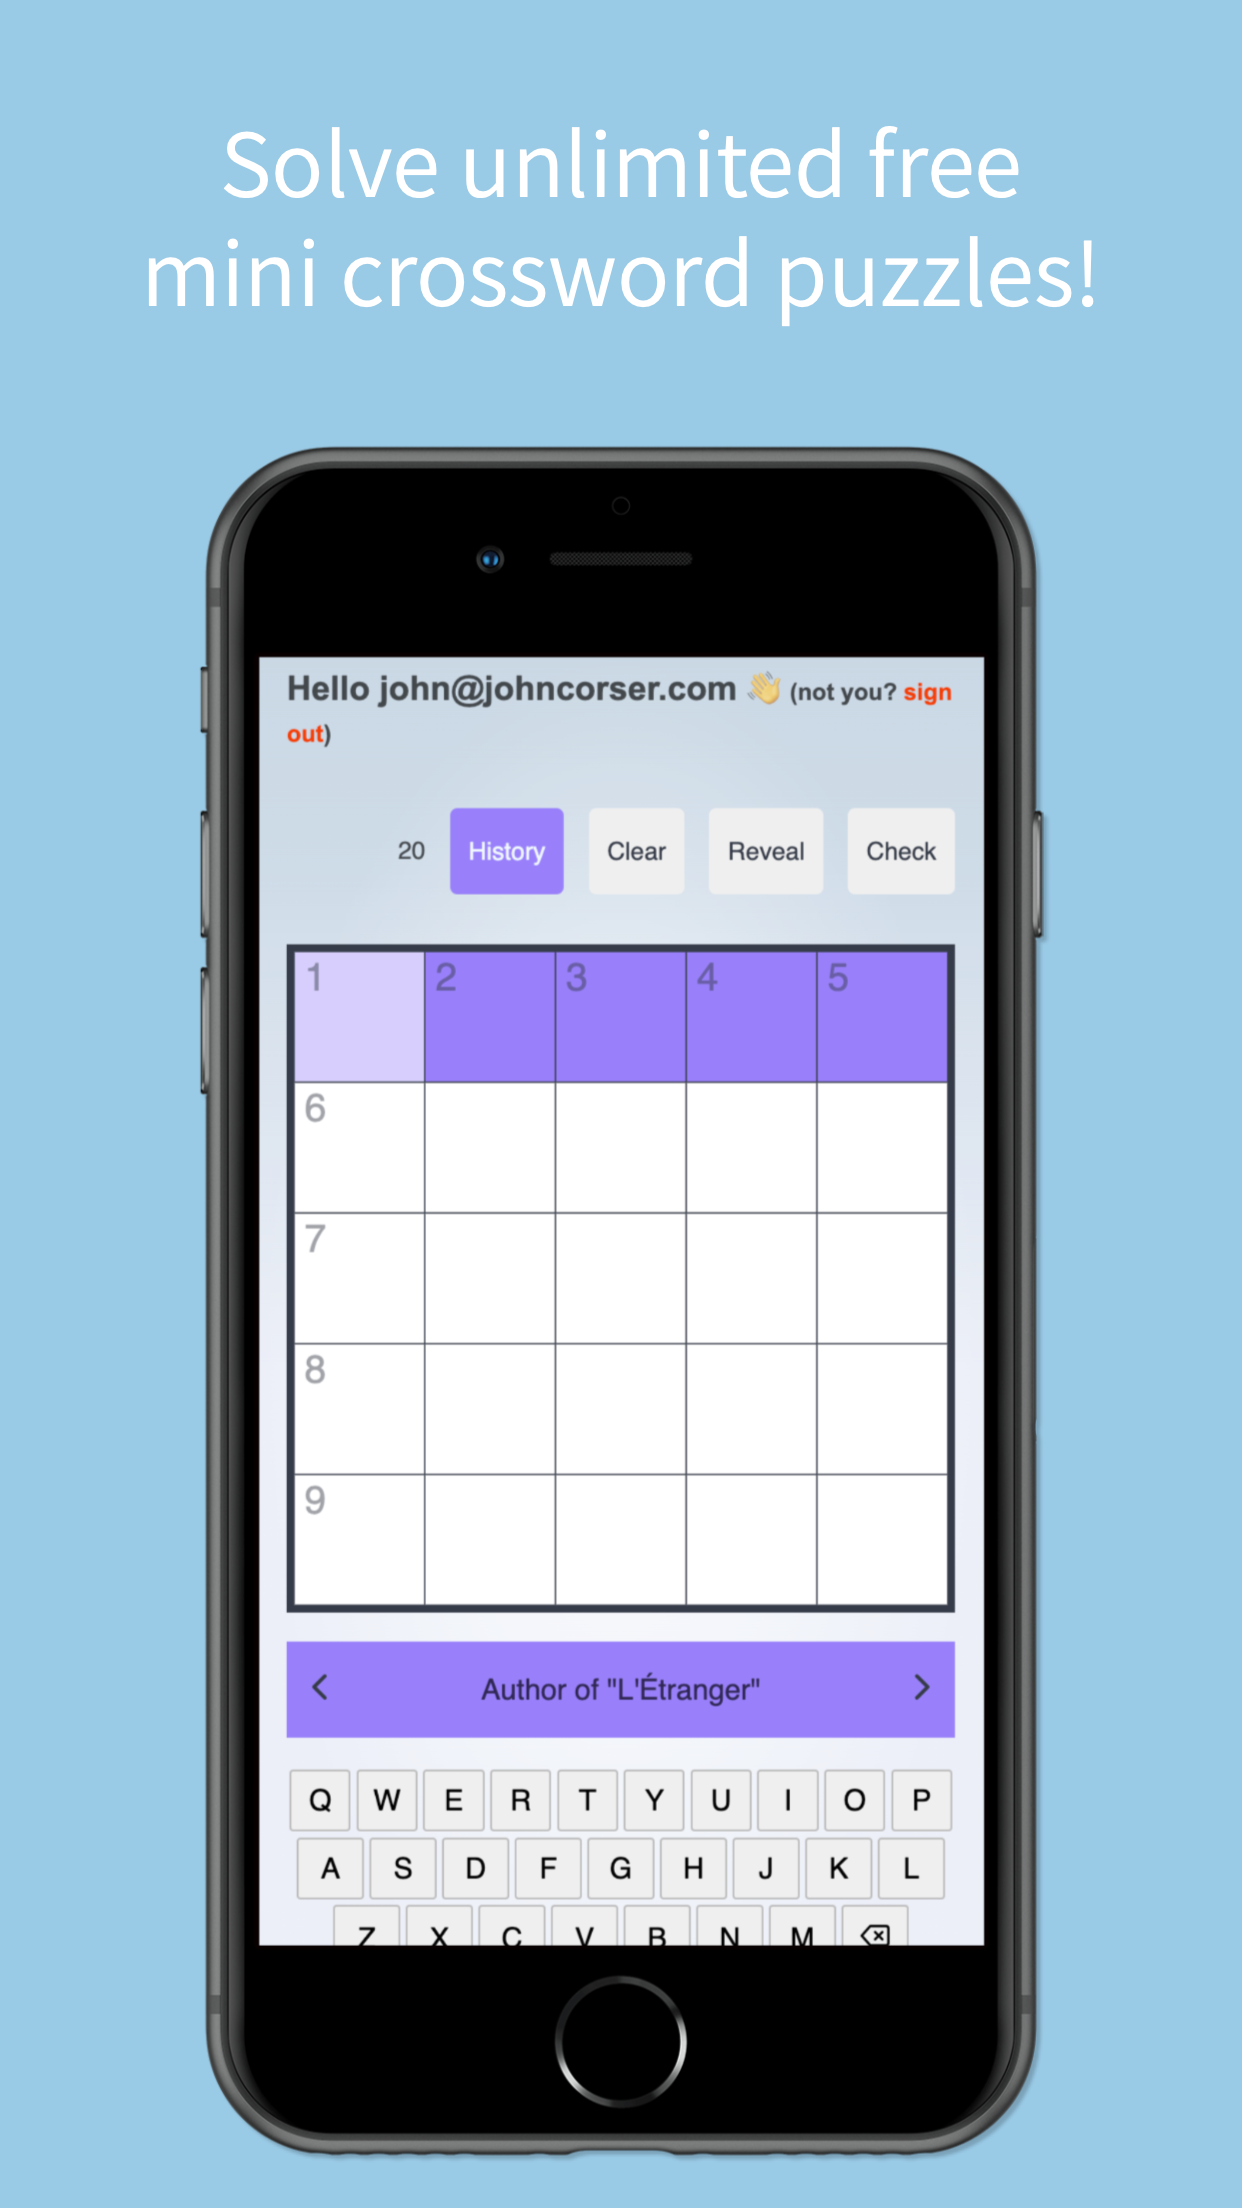 Solve unlimited free
mini crossword puzzles!
Hello john@johncorser.com 👋 (not you? sign
out)
20 History Clear Reveal Check
1 2 3 4 5
6
7
8
9
< Author of "L'Étranger" >
Q W E R T Y U I O P
A S D F G H J K L
Z X C V B N M